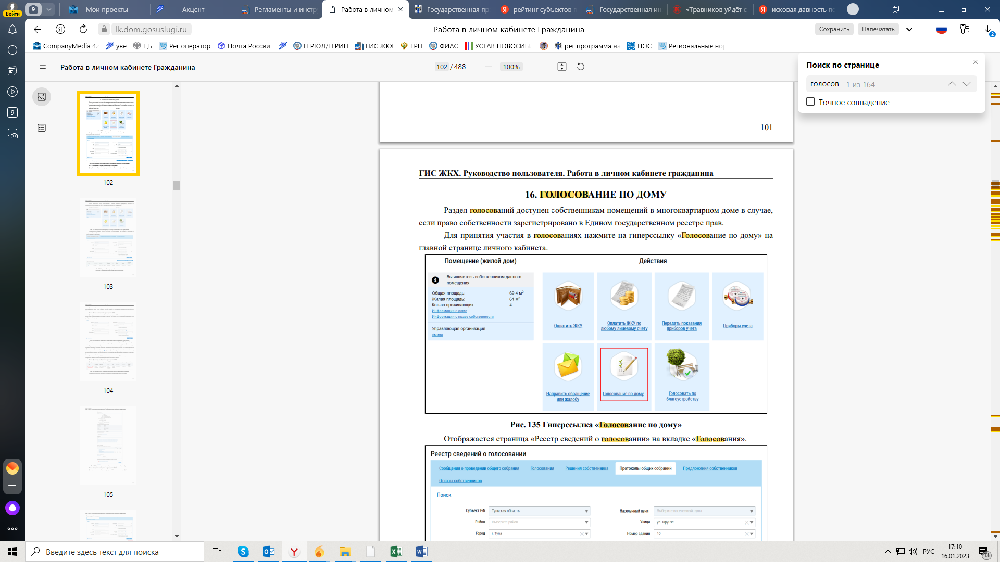 9
Мои проекты
Акцент
Регламенты и инстр
Работа в личном
Государственная пр
рейтинг субъектов п
Государственная ин
«Травников уйдёт с
исковая давность по
Войти
lk.dom.gosuslugi.ru
Работа в личном кабинете Гражданина
Сохранить
Напечатать
2
CompanyMedia 4.
уве
ЦБ
Рег оператор
Почта России
ЕГРЮЛ/ЕГРИП
ГИС ЖКХ
ЕРП
ФИАС
УСТАВ НОВОСИБИ
рег программа на
ПОС
Региональные нор
Работа в личном кабинете Гражданина
102 / 488
100%
Поиск по странице
голосов 1 из 164
Точное совпадение
9
102
103
104
105
101
ГИС ЖКХ. Руководство пользователя. Работа в личном кабинете гражданина
16. ГОЛОСОВАНИЕ ПО ДОМУ
Раздел голосований доступен собственникам помещений в многоквартирном доме в случае,
если право собственности зарегистрировано в Едином государственном реестре прав.
Для принятия участия в голосованиях нажмите на гиперссылку «Голосование по дому» на
главной странице личного кабинета.
Помещение (жилой дом)
Действия
Вы являетесь собственником данного
помещения
Общая площадь: 69.4 м2
Жилая площадь: 61 м2
Кол-во проживающих: 4
Информация о доме
Информация о праве собственности
Управляющая организация
Амида
Оплатить ЖКУ
Оплатить ЖКУ по
любому лицевому счету
Передать показания
приборов учета
Приборы учета
Направить обращение
или жалобу
Голосование по дому
Голосовать по
благоустройству
Рис. 135 Гиперссылка «Голосование по дому»
Отображается страница «Реестр сведений о голосовании» на вкладке «Голосования».
Реестр сведений о голосовании
Сообщения о проведении общего собрания
Голосования
Решения собственника
Протоколы общих собраний
Предложения собственников
Отказы собственников
Поиск
Субъект РФ Тульская область
Населенный пункт Выберите населенный пункт
Район Выберите район
Улица ул. Фрунзе
Город г. Тула
Номер здания 10
Введите здесь текст для поиска
РУС
17:10
16.01.2023
13